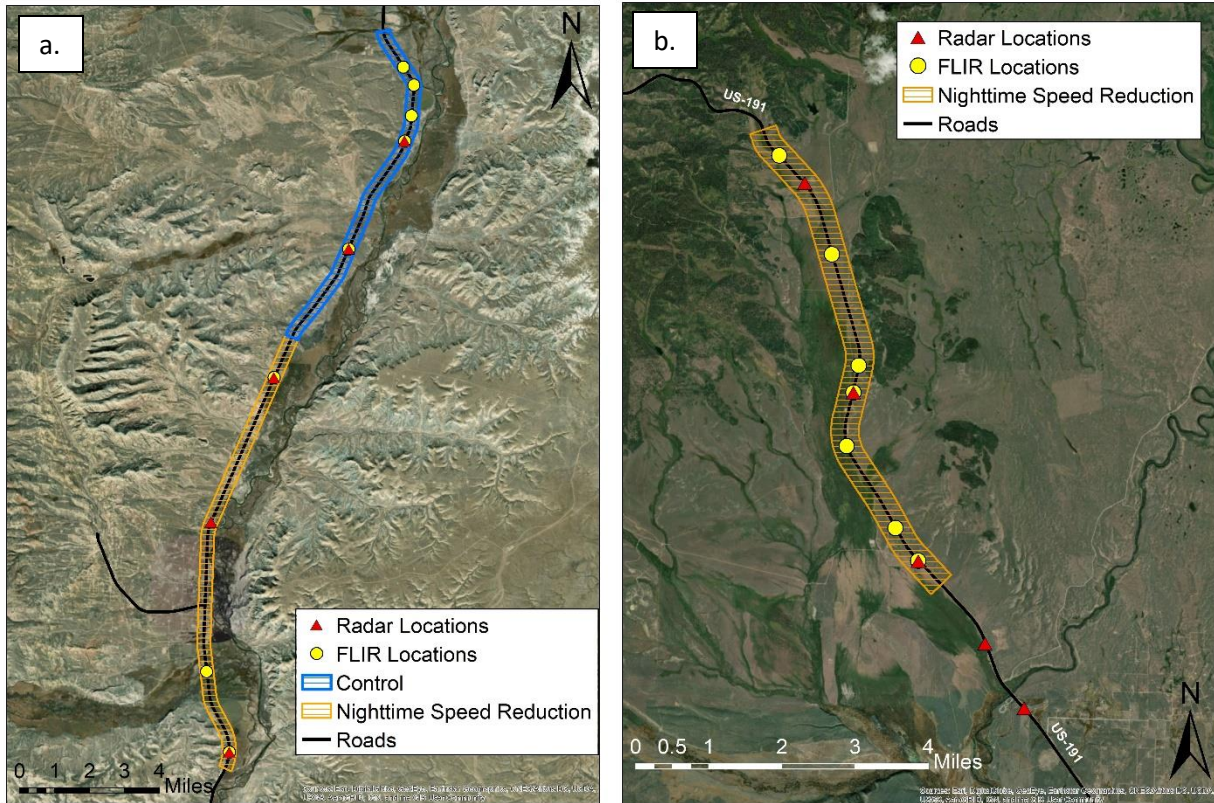 a.
N
Radar Locations
FLIR Locations
Control
Nighttime Speed Reduction
Roads
0 1 2 3 4
Miles
b.
Radar Locations
FLIR Locations
Nighttime Speed Reduction
Roads
US-191
US-191
N
0 0.5 1 2 3 4
Miles